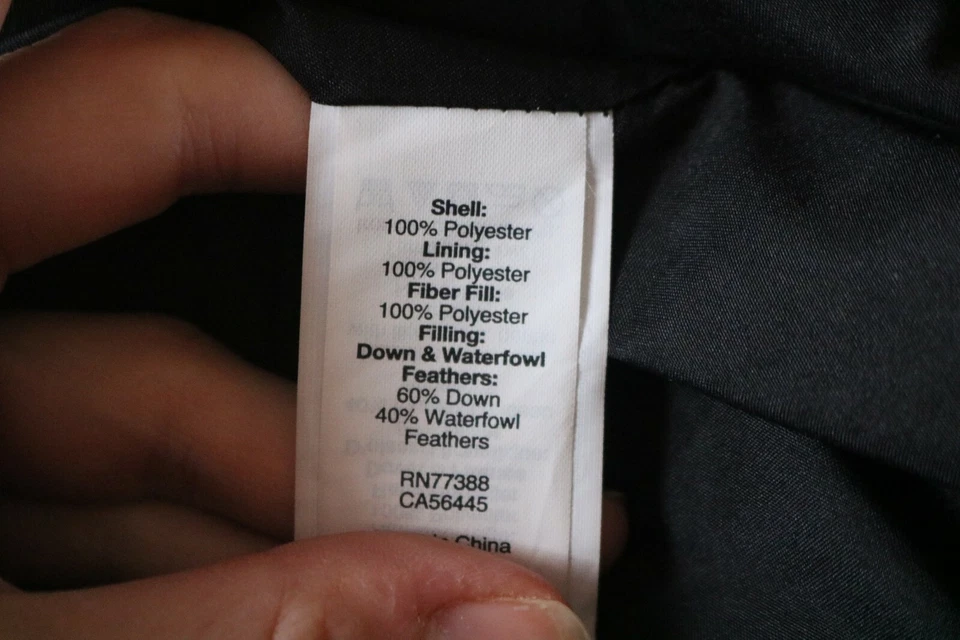 Shell:
100% Polyester
Lining:
100% Polyester
Fiber Fill:
100% Polyester
Filling:
Down & Waterfowl
Feathers:
60% Down
40% Waterfowl
Feathers
RN77388
CA56445
China